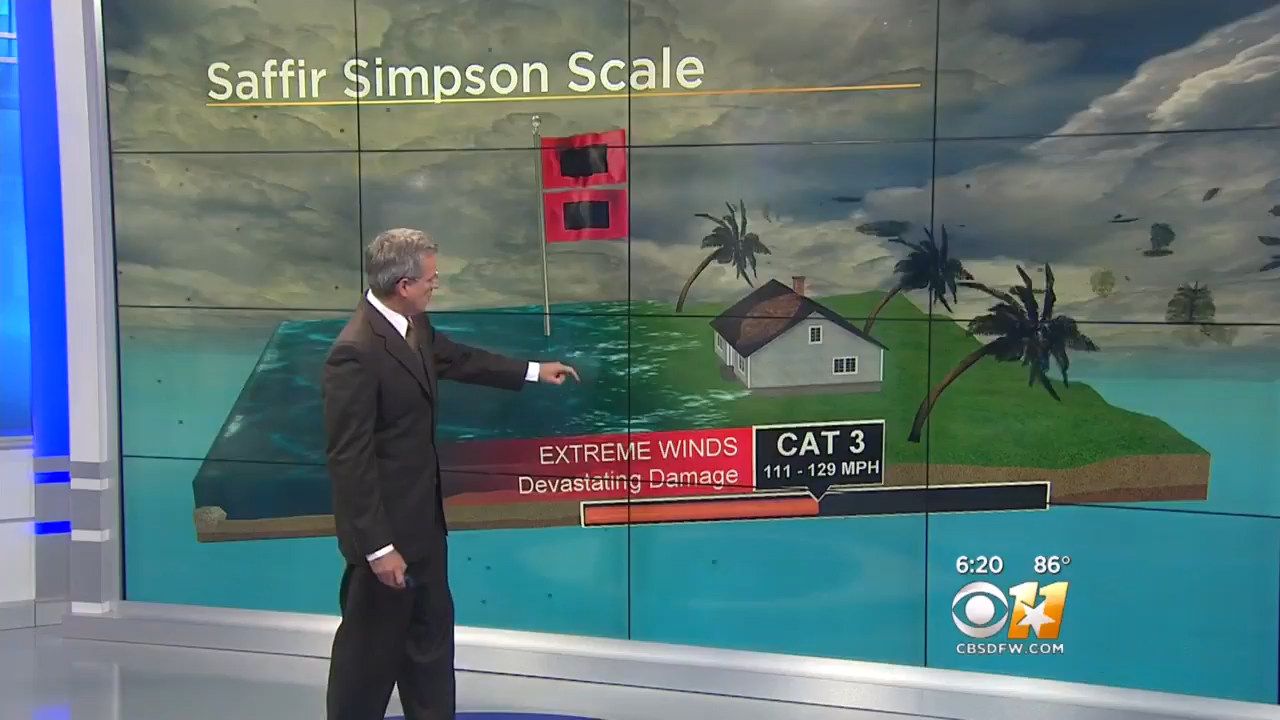 Saffir Simpson Scale
EXTREME WINDS
Devastating Damage
CAT 3
111 - 129 MPH
6:20 86°
11
CBSDFW.COM